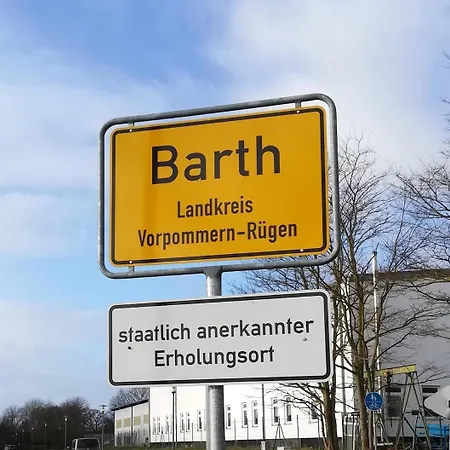 Barth
Landkreis
Vorpommern-Rügen
staatlich anerkannter
Erholungsort